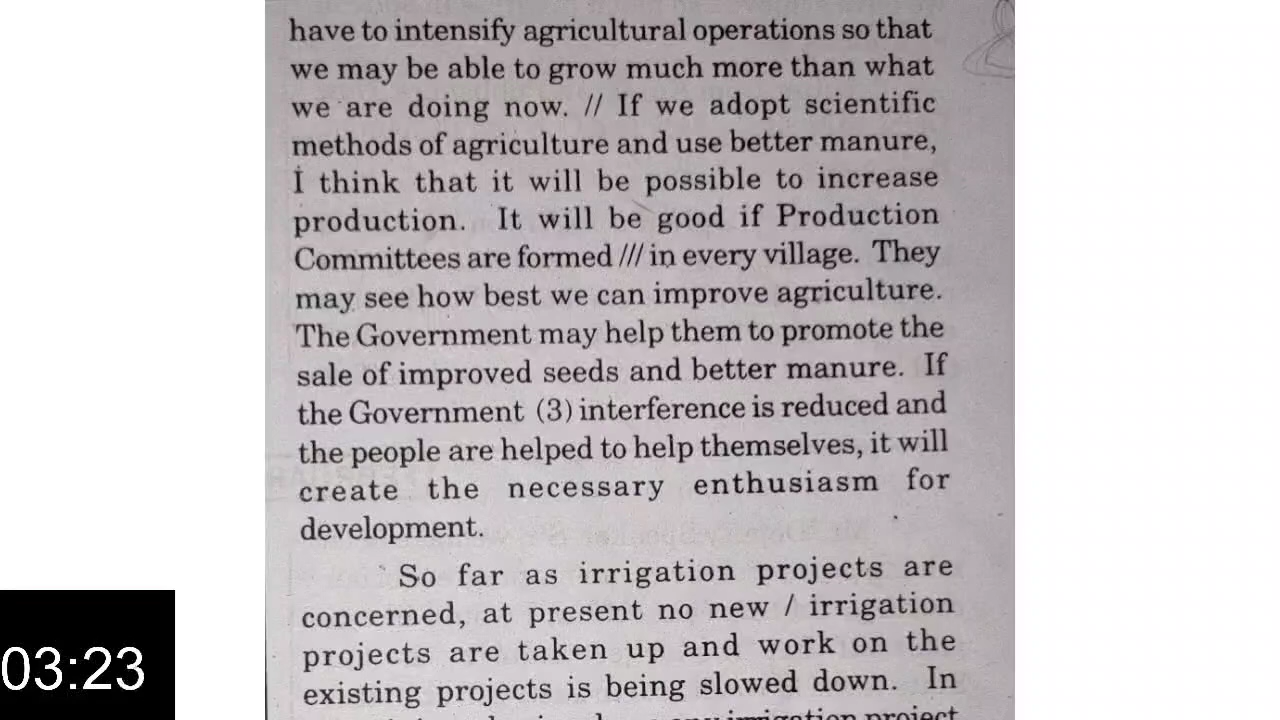 have to intensify agricultural operations so that
we may be able to grow much more than what
we are doing now. // If we adopt scientific
methods of agriculture and use better manure,
I think that it will be possible to increase
production. It will be good if Production
Committees are formed /// in every village. They
may see how best we can improve agriculture.
The Government may help them to promote the
sale of improved seeds and better manure. If
the Government (3) interference is reduced and
the people are helped to help themselves, it will
create the necessary enthusiasm for
development.
So far as irrigation projects are
concerned, at present no new / irrigation
projects are taken up and work on the
existing projects is being slowed down. In
irrigation project
03:23